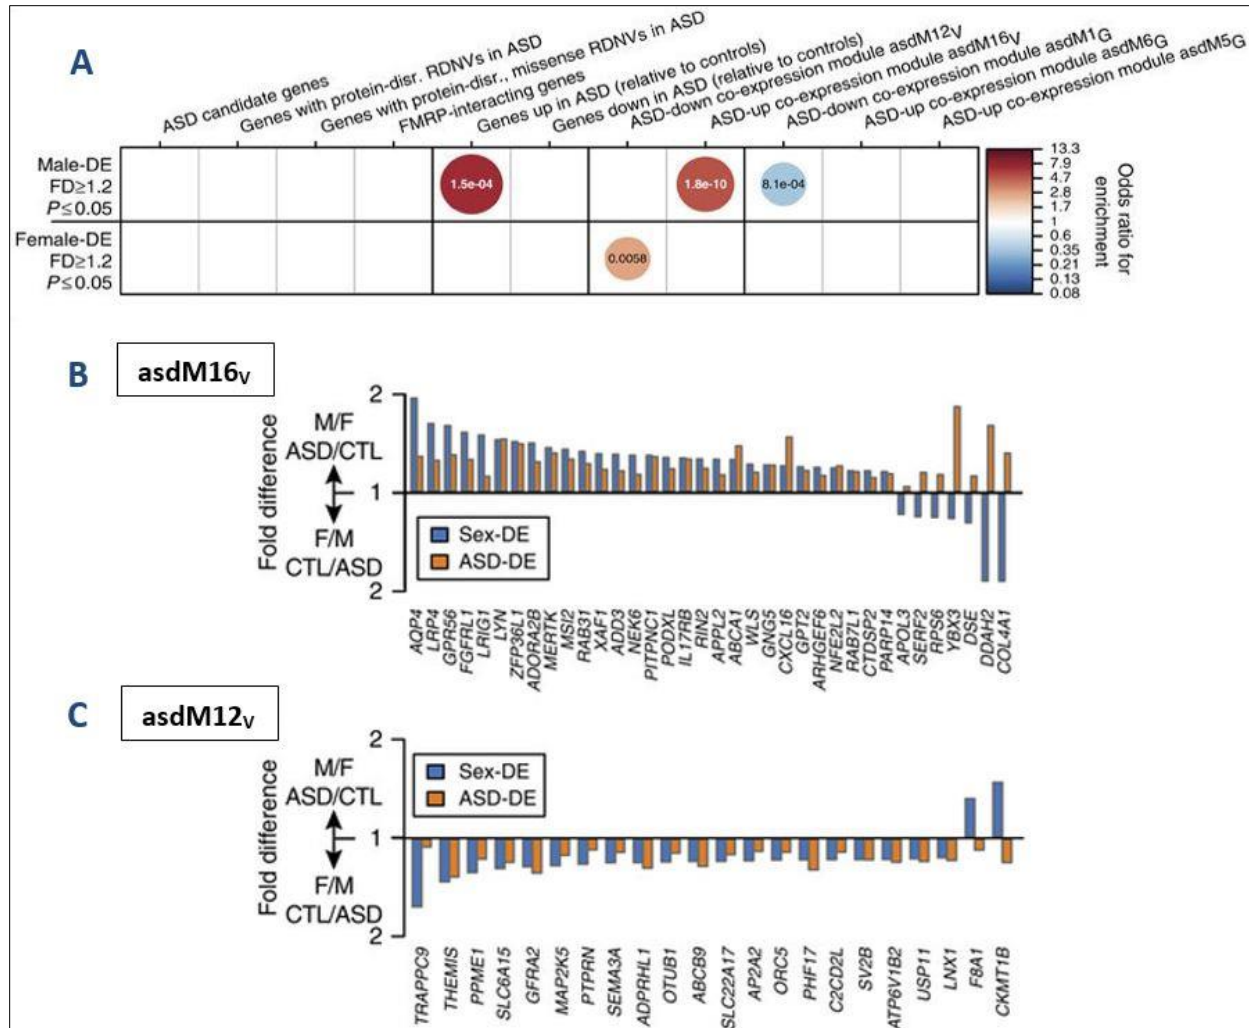 A
ASD candidate genes
Genes with protein-disr. RDNVs in ASD
Genes with protein-disr., missense RDNVs in ASD
FMRP-interacting genes
Genes up in ASD (relative to controls)
Genes down in ASD (relative to controls)
ASD-down co-expression module asdM12V
ASD-up co-expression module asdM16V
ASD-down co-expression module asdM1G
ASD-up co-expression module asdM6G
ASD-up co-expression module asdM5G
Male-DE
FD≥1.2
P≤0.05
1.5e-04
1.8e-10
8.1e-04
Female-DE
FD≥1.2
P≤0.05
0.0058
13.3
7.9
4.7
2.8
1.7
1
0.6
0.35
0.21
0.13
0.08
Odds ratio for
enrichment
B
asdM16V
Fold difference
2
M/F
ASD/CTL
1
F/M
CTL/ASD
2
Sex-DE
ASD-DE
AQP4
LRP4
GPR56
FGFRL1
LRIG1
LYN
ZFP36L1
ADORA2B
MERTK
MSI2
RAB31
XAF1
ADD3
NEK6
PITPNC1
PODXL
IL17RB
RIN2
APPL2
ABCA1
WLS
GNG5
CXCL16
GPT2
ARHGEF6
NFE2L2
RAB7L1
CTDSP2
PARP14
APOL3
SERF2
RPS6
YBX3
DSE
DDAH2
COL4A1
C
asdM12V
Fold difference
2
M/F
ASD/CTL
1
F/M
CTL/ASD
2
Sex-DE
ASD-DE
TRAPPC9
THEMIS
PPME1
SLC6A15
GFRA2
MAP2K5
PTPRN
SEMA3A
ADPRHL1
OTUB1
ABCB9
SLC22A17
AP2A2
ORC5
PHF17
C2CD2L
SV2B
ATP6V1B2
USP11
LNX1
F8A1
CKMT1B